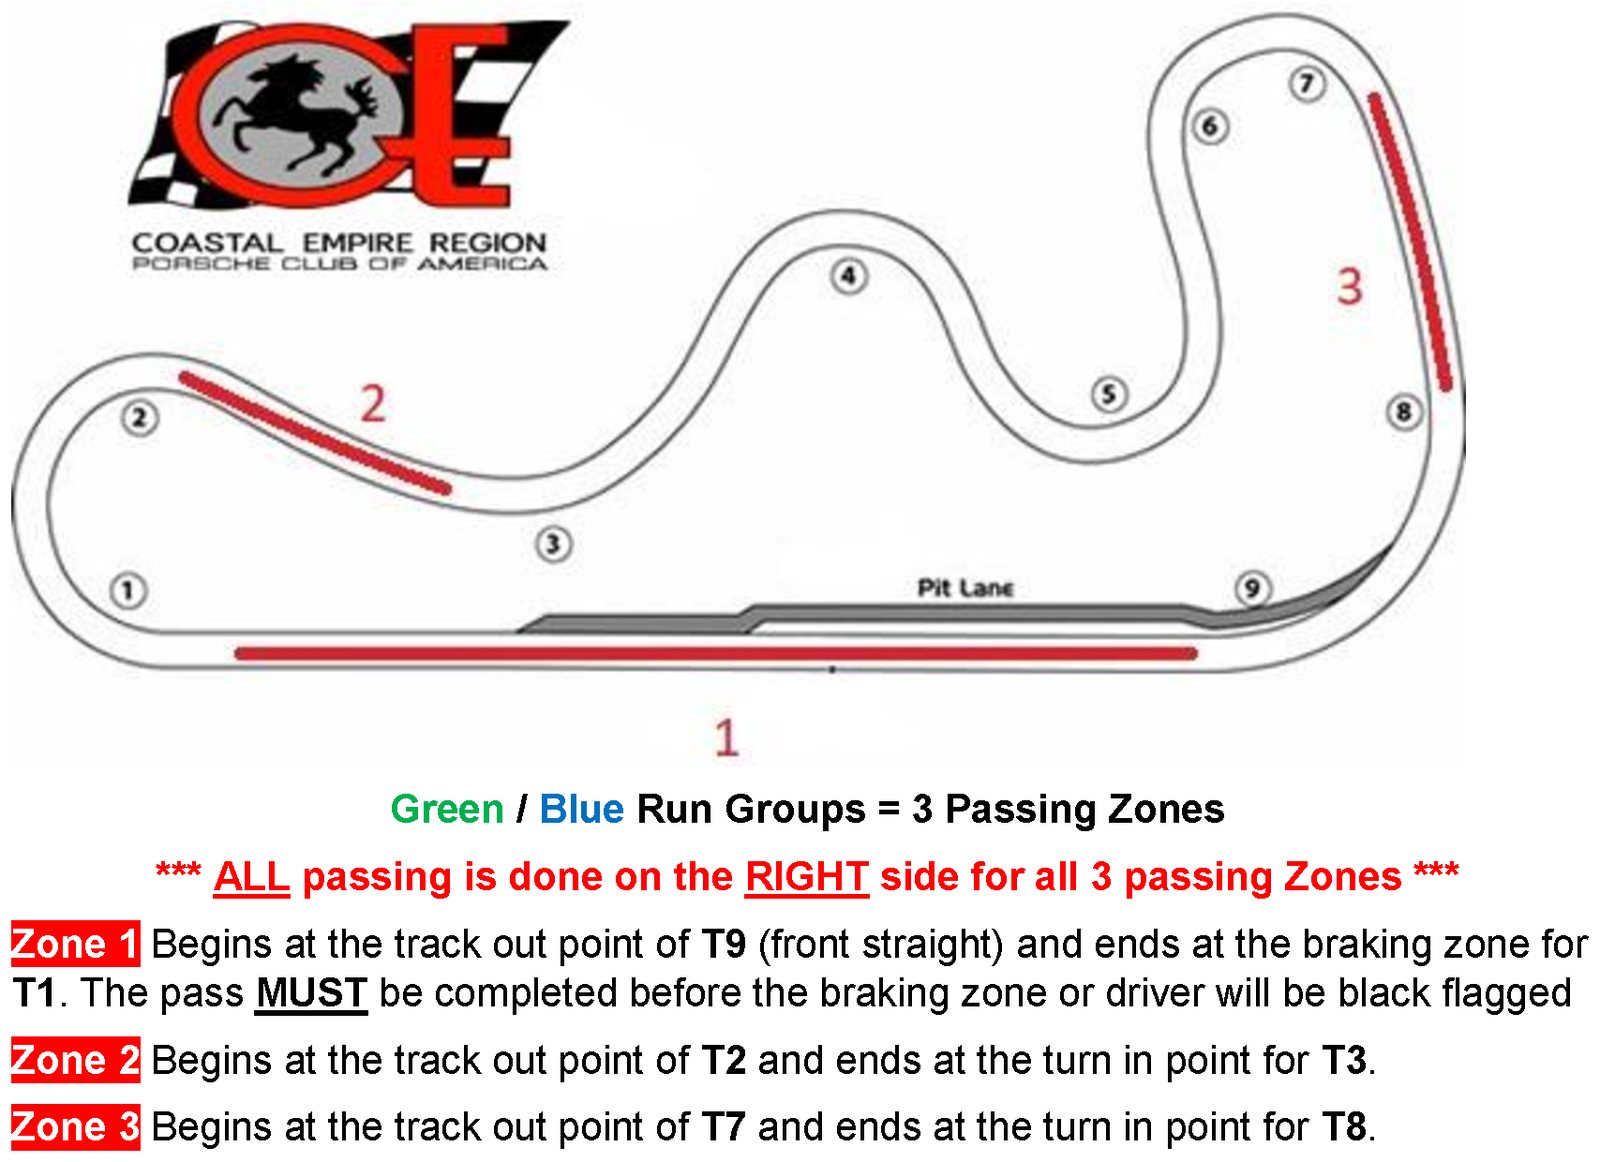 CE
COASTAL EMPIRE REGION
PORSCHE CLUB OF AMERICA
7
6
3
4
5
2
8
2
3
1
Pit Lane
9
1
Green / Blue Run Groups = 3 Passing Zones
*** ALL passing is done on the RIGHT side for all 3 passing Zones ***
Zone 1 Begins at the track out point of T9 (front straight) and ends at the braking zone for
T1. The pass MUST be completed before the braking zone or driver will be black flagged
Zone 2 Begins at the track out point of T2 and ends at the turn in point for T3.
Zone 3 Begins at the track out point of T7 and ends at the turn in point for T8.